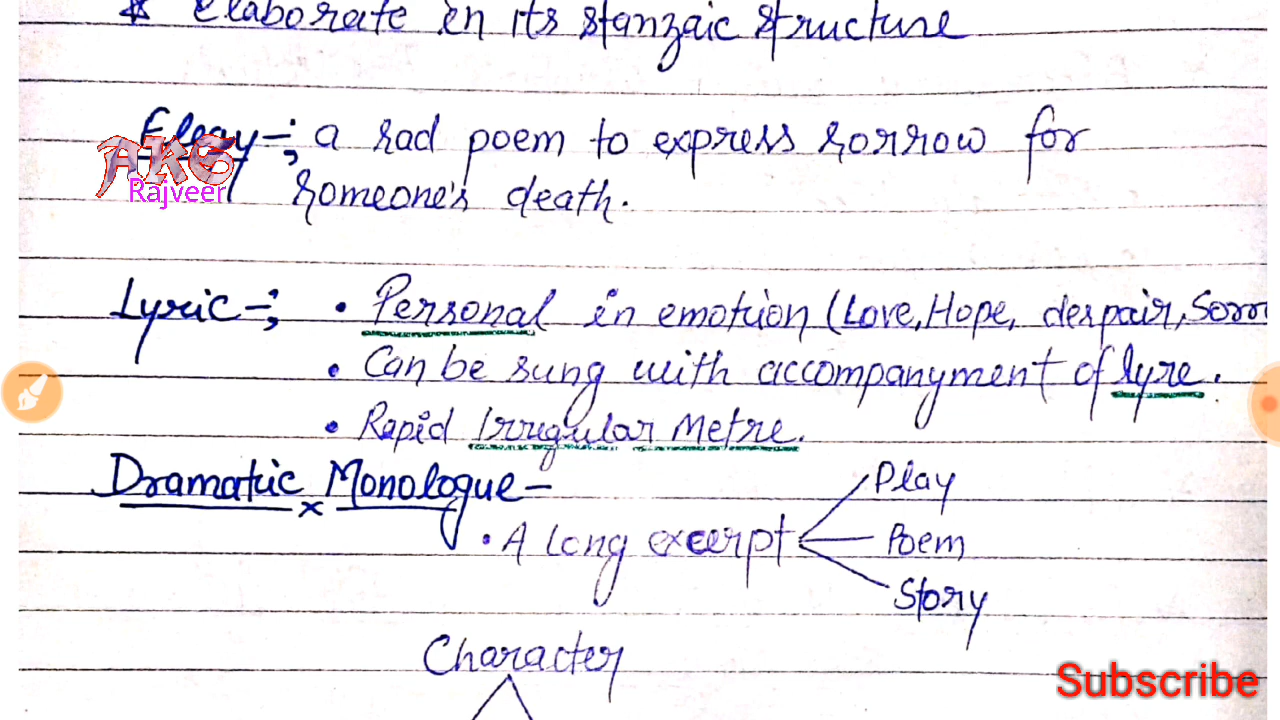 * Elaborate in its stanzaic structure
Elegy -; a sad poem to express sorrow for
someone's death.
AKG
Rajveer
Lyric -; • Personal in emotion (Love, Hope, despair, Sorro
• Can be sung with accompanyment of lyre.
• Rapid Irregular Metre.
Dramatic x Monologue -
• A long excerpt
Play
Poem
Story
Character
Subscribe